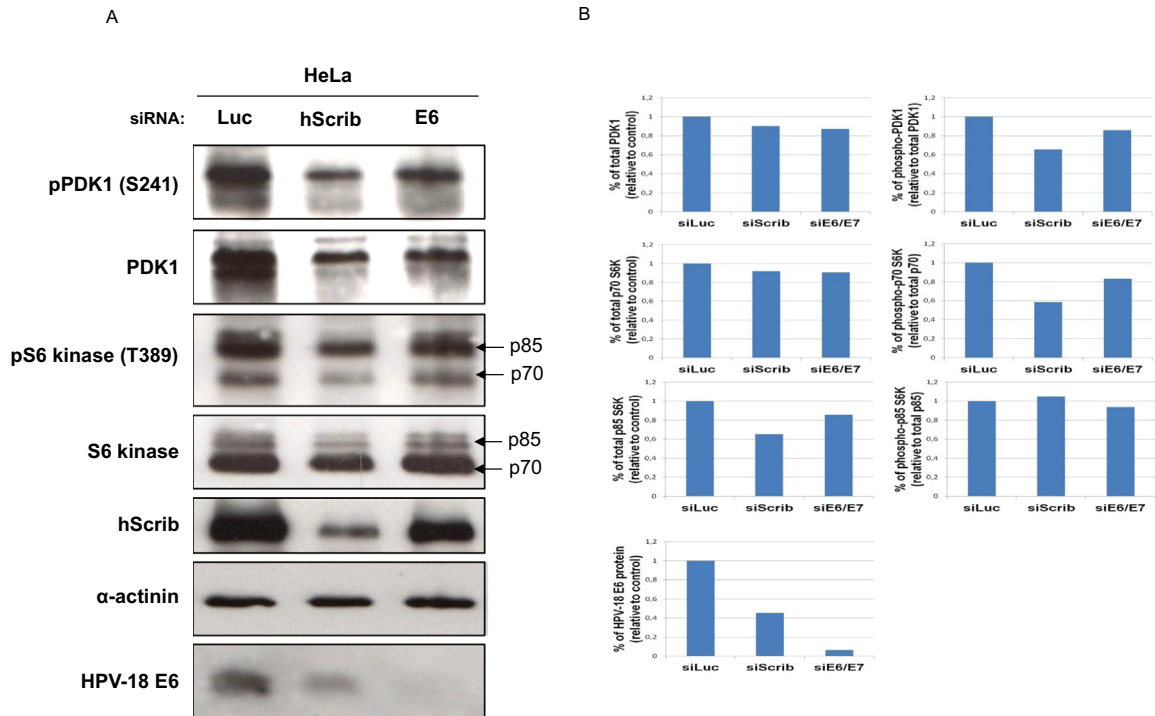 A
B
HeLa
siRNA: Luc hScrib E6
pPDK1 (S241)
PDK1
pS6 kinase (T389)
p85
p70
S6 kinase
p85
p70
hScrib
α-actinin
HPV-18 E6
% of total PDK1
(relative to control)
1,2
1
0,8
0,6
0,4
0,2
0
siLuc siScrib siE6/E7
% of phospho-PDK1
(relative to total PDK1)
1,2
1
0,8
0,6
0,4
0,2
0
siLuc siScrib siE6/E7
% of total p70 S6K
(relative to control)
1,2
1
0,8
0,6
0,4
0,2
0
siLuc siScrib siE6/E7
% of phospho-p70 S6K
(relative to total p70)
1,2
1
0,8
0,6
0,4
0,2
0
siLuc siScrib siE6/E7
% of total p85 S6K
(relative to control)
1,2
1
0,8
0,6
0,4
0,2
0
siLuc siScrib siE6/E7
% of phospho-p85 S6K
(relative to total p85)
1,2
1
0,8
0,6
0,4
0,2
0
siLuc siScrib siE6/E7
% of HPV-18 E6 protein
(relative to control)
1,2
1
0,8
0,6
0,4
0,2
0
siLuc siScrib siE6/E7